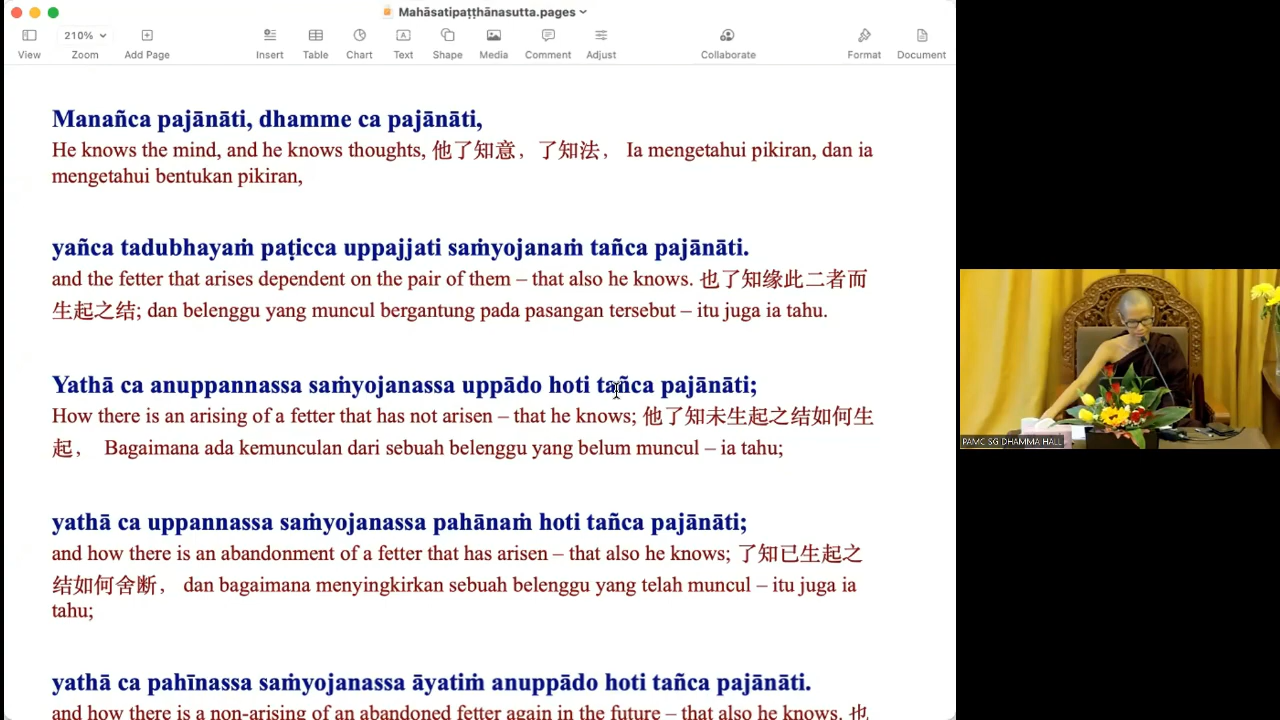 Mahāsatipaṭṭhānasutta.pages
210%
View
Zoom
Add Page
Insert
Table
Chart
Text
Shape
Media
Comment
Adjust
Collaborate
Format
Document
Manañca pajānāti, dhamme ca pajānāti,
He knows the mind, and he knows thoughts, 他了知意，了知法， Ia mengetahui pikiran, dan ia
mengetahui bentukan pikiran,
yañca tadubhayaṁ paṭicca uppajjati saṁyojanaṁ tañca pajānāti.
and the fetter that arises dependent on the pair of them – that also he knows. 也了知缘此二者而
生起之结; dan belenggu yang muncul bergantung pada pasangan tersebut – itu juga ia tahu.
Yathā ca anuppannassa saṁyojanassa uppādo hoti tañca pajānāti;
How there is an arising of a fetter that has not arisen – that he knows; 他了知未生起之结如何生
起， Bagaimana ada kemunculan dari sebuah belenggu yang belum muncul – ia tahu;
yathā ca uppannassa saṁyojanassa pahānaṁ hoti tañca pajānāti;
and how there is an abandonment of a fetter that has arisen – that also he knows; 了知已生起之
结如何舍断， dan bagaimana menyingkirkan sebuah belenggu yang telah muncul – itu juga ia
tahu;
yathā ca pahīnassa saṁyojanassa āyatiṁ anuppādo hoti tañca pajānāti.
and how there is a non-arising of an abandoned fetter again in the future – that also he knows. 也
PAMC SG DHAMMA HALL